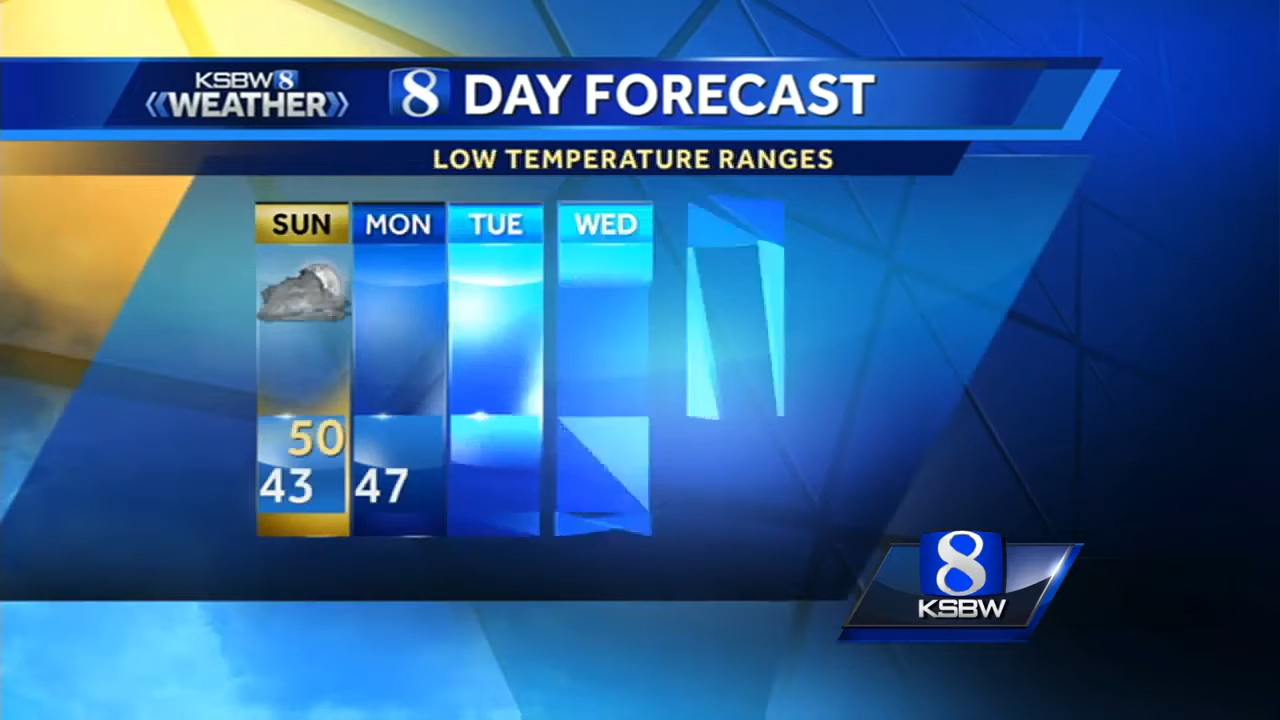 KSBW 8
WEATHER
8 DAY FORECAST
LOW TEMPERATURE RANGES
SUN MON TUE WED
50
43 47
8
KSBW